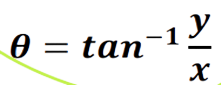 θ = tan⁻¹ y/x